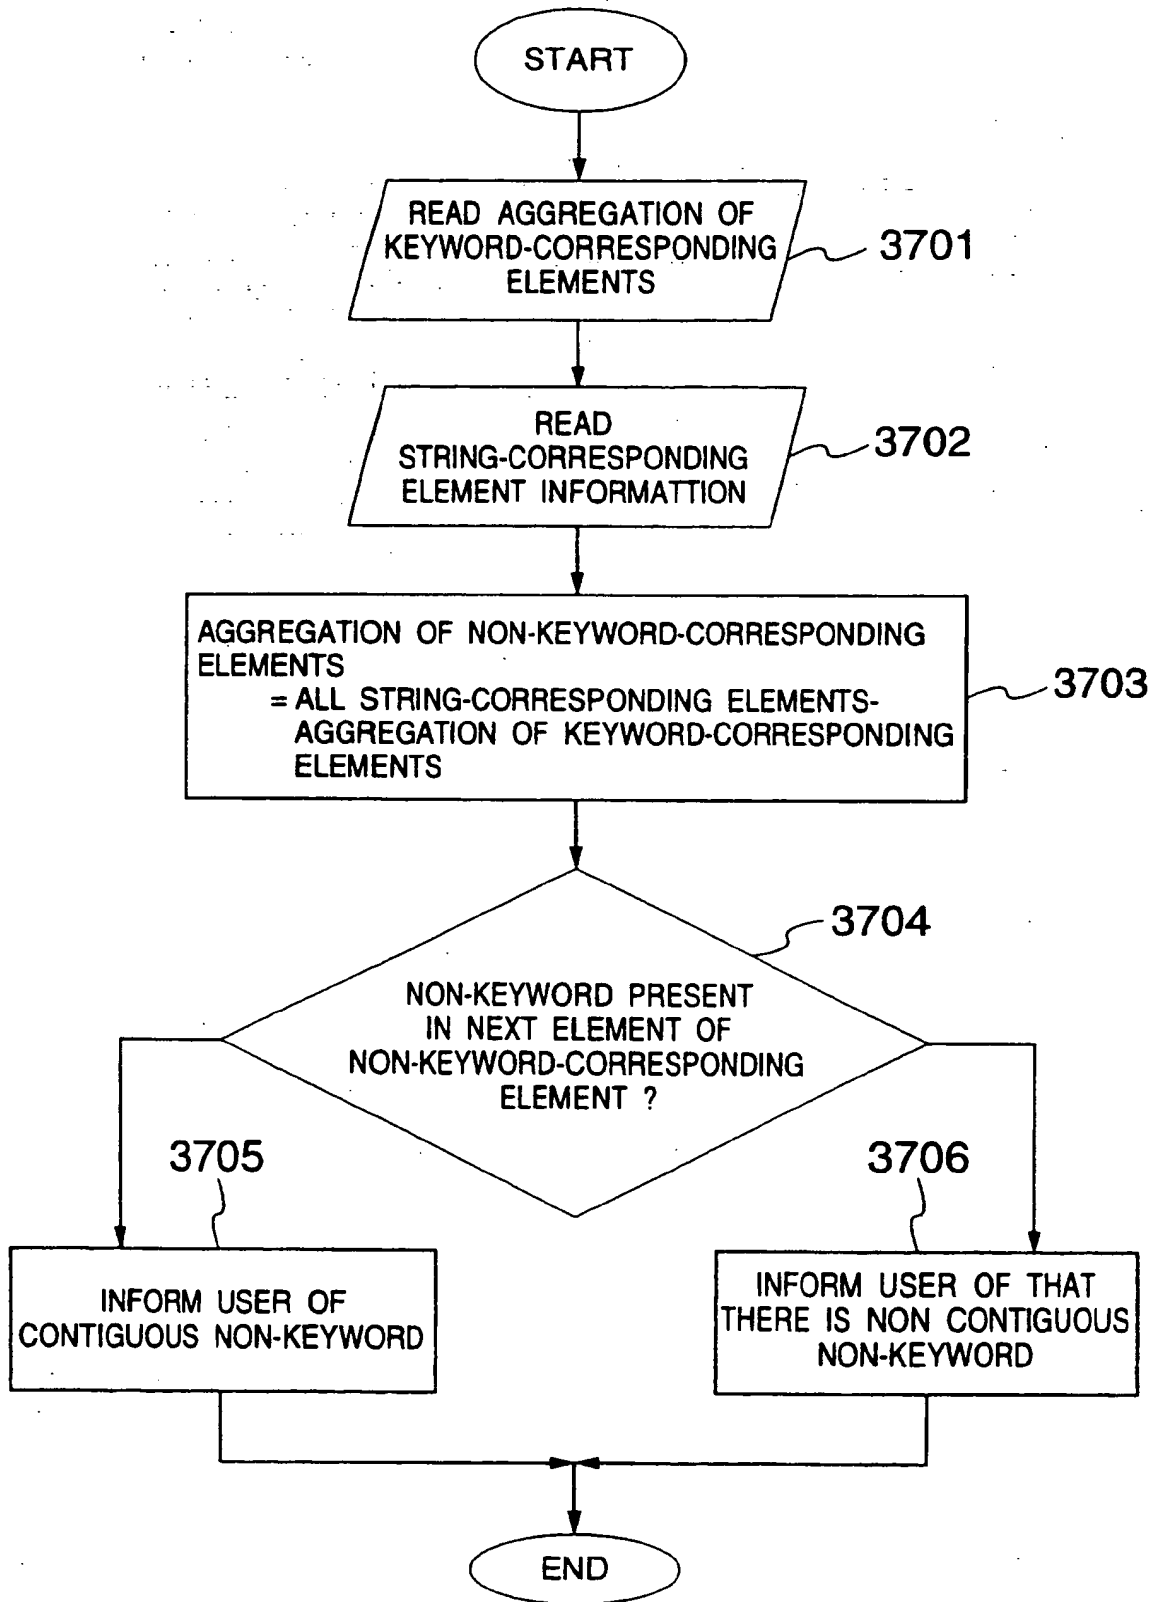 START
READ AGGREGATION OF
KEYWORD-CORRESPONDING
ELEMENTS
3701
READ
STRING-CORRESPONDING
ELEMENT INFORMATTION
3702
AGGREGATION OF NON-KEYWORD-CORRESPONDING
ELEMENTS
= ALL STRING-CORRESPONDING ELEMENTS-
AGGREGATION OF KEYWORD-CORRESPONDING
ELEMENTS
3703
3704
NON-KEYWORD PRESENT
IN NEXT ELEMENT OF
NON-KEYWORD-CORRESPONDING
ELEMENT ?
3705
INFORM USER OF
CONTIGUOUS NON-KEYWORD
3706
INFORM USER OF THAT
THERE IS NON CONTIGUOUS
NON-KEYWORD
END